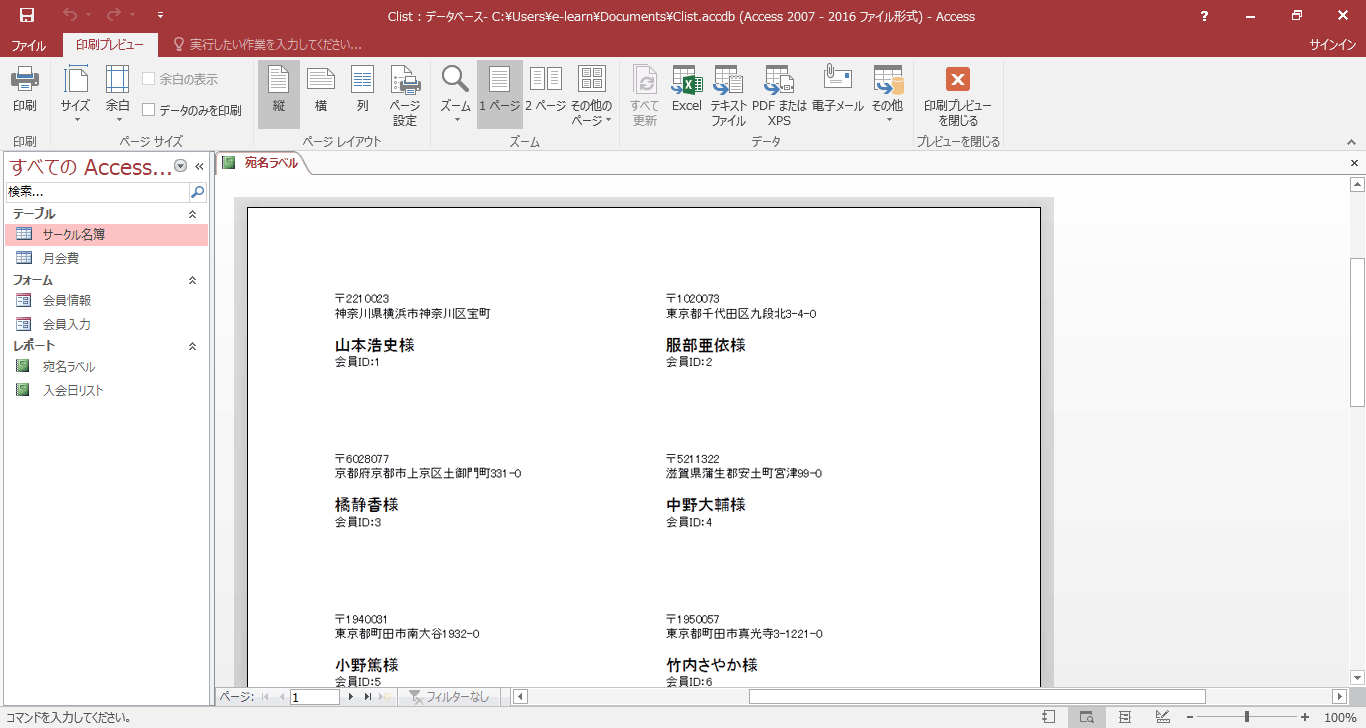 Clist : データベース- C:¥Users¥e-learn¥Documents¥Clist.accdb (Access 2007 - 2016 ファイル形式) - Access
?
ファイル 印刷プレビュー 実行したい作業を入力してください... サインイン
印刷 サイズ 余白 余白の表示 データのみを印刷 縦 横 列 ページ設定 ズーム 1 ページ 2 ページ その他のページ すべて更新 Excel テキストファイル PDF または XPS 電子メール その他 印刷プレビューを閉じる
印刷 ページ サイズ ページ レイアウト ズーム データ プレビューを閉じる
すべての Access...
検索...
テーブル
サークル名簿
月会費
フォーム
会員情報
会員入力
レポート
宛名ラベル
入会日リスト
宛名ラベル
〒2210023
神奈川県横浜市神奈川区宝町
山本浩史様
会員ID:1
〒1020073
東京都千代田区九段北3-4-0
服部亜依様
会員ID:2
〒6028077
京都府京都市上京区土御門町331-0
橘静香様
会員ID:3
〒5211322
滋賀県蒲生郡安土町宮津99-0
中野大輔様
会員ID:4
〒1940031
東京都町田市南大谷1932-0
小野篤様
会員ID:5
〒1950057
東京都町田市真光寺3-1221-0
竹内さやか様
会員ID:6
ページ: 1 フィルターなし
コマンドを入力してください。 100%